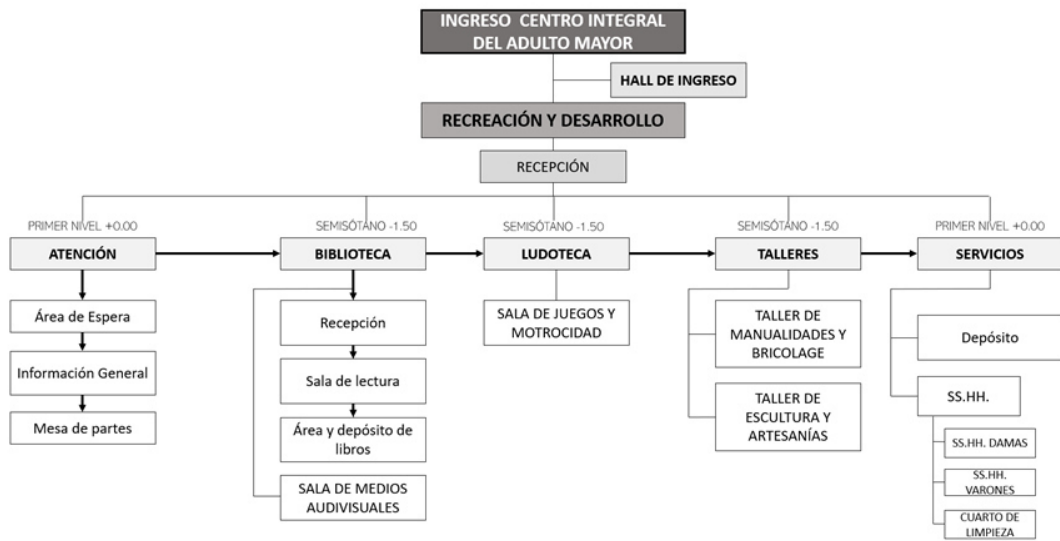 INGRESO CENTRO INTEGRAL
DEL ADULTO MAYOR
HALL DE INGRESO
RECREACIÓN Y DESARROLLO
RECEPCIÓN
PRIMER NIVEL +0.00
SEMISÓTANO -1.50
SEMISÓTANO -1.50
SEMISÓTANO -1.50
PRIMER NIVEL +0.00
ATENCIÓN
BIBLIOTECA
LUDOTECA
TALLERES
SERVICIOS
Área de Espera
Información General
Mesa de partes
Recepción
Sala de lectura
Área y depósito de
libros
SALA DE MEDIOS
AUDIVISUALES
SALA DE JUEGOS Y
MOTROCIDAD
TALLER DE
MANUALIDADES Y
BRICOLAGE
TALLER DE
ESCULTURA Y
ARTESANÍAS
Depósito
SS.HH.
SS.HH. DAMAS
SS.HH.
VARONES
CUARTO DE
LIMPIEZA